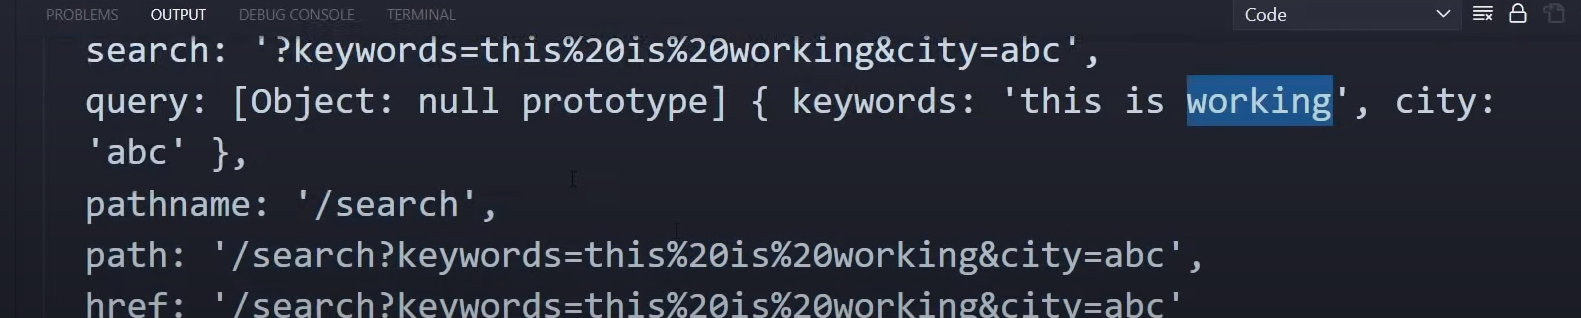 PROBLEMS OUTPUT DEBUG CONSOLE TERMINAL Code
search: '?keywords=this%20is%20working&city=abc',
query: [Object: null prototype] { keywords: 'this is working', city:
'abc' },
pathname: '/search',
path: '/search?keywords=this%20is%20working&city=abc',
href: '/search?keywords=this%20is%20working&city=abc'